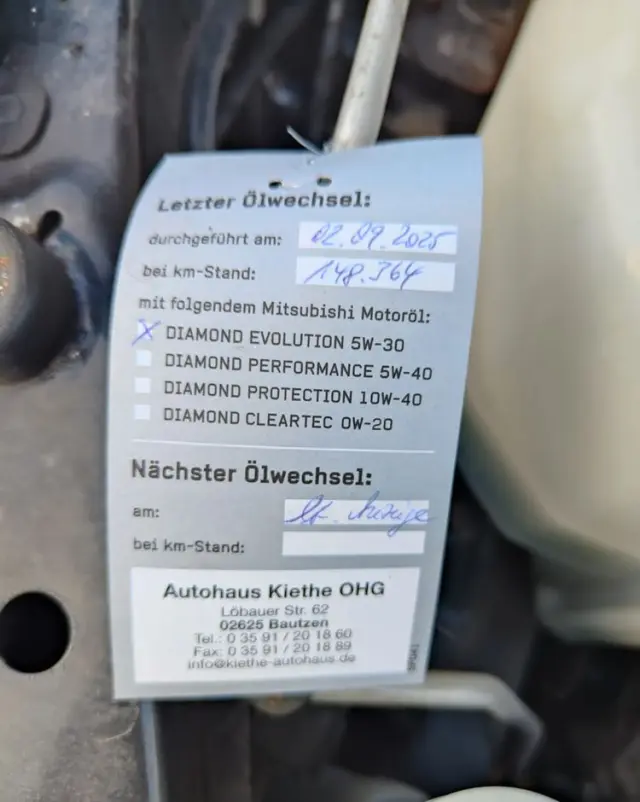 Letzter Ölwechsel:
durchgeführt am: 02.09.2025
bei km-Stand: 148.364
mit folgendem Mitsubishi Motoröl:
X DIAMOND EVOLUTION 5W-30
DIAMOND PERFORMANCE 5W-40
DIAMOND PROTECTION 10W-40
DIAMOND CLEARTEC 0W-20
Nächster Ölwechsel:
am: lt. Anzeige
bei km-Stand:
Autohaus Kiethe OHG
Löbauer Str. 62
02625 Bautzen
Tel.: 0 35 91 / 20 18 60
Fax: 0 35 91 / 20 18 89
info@kiethe-autohaus.de